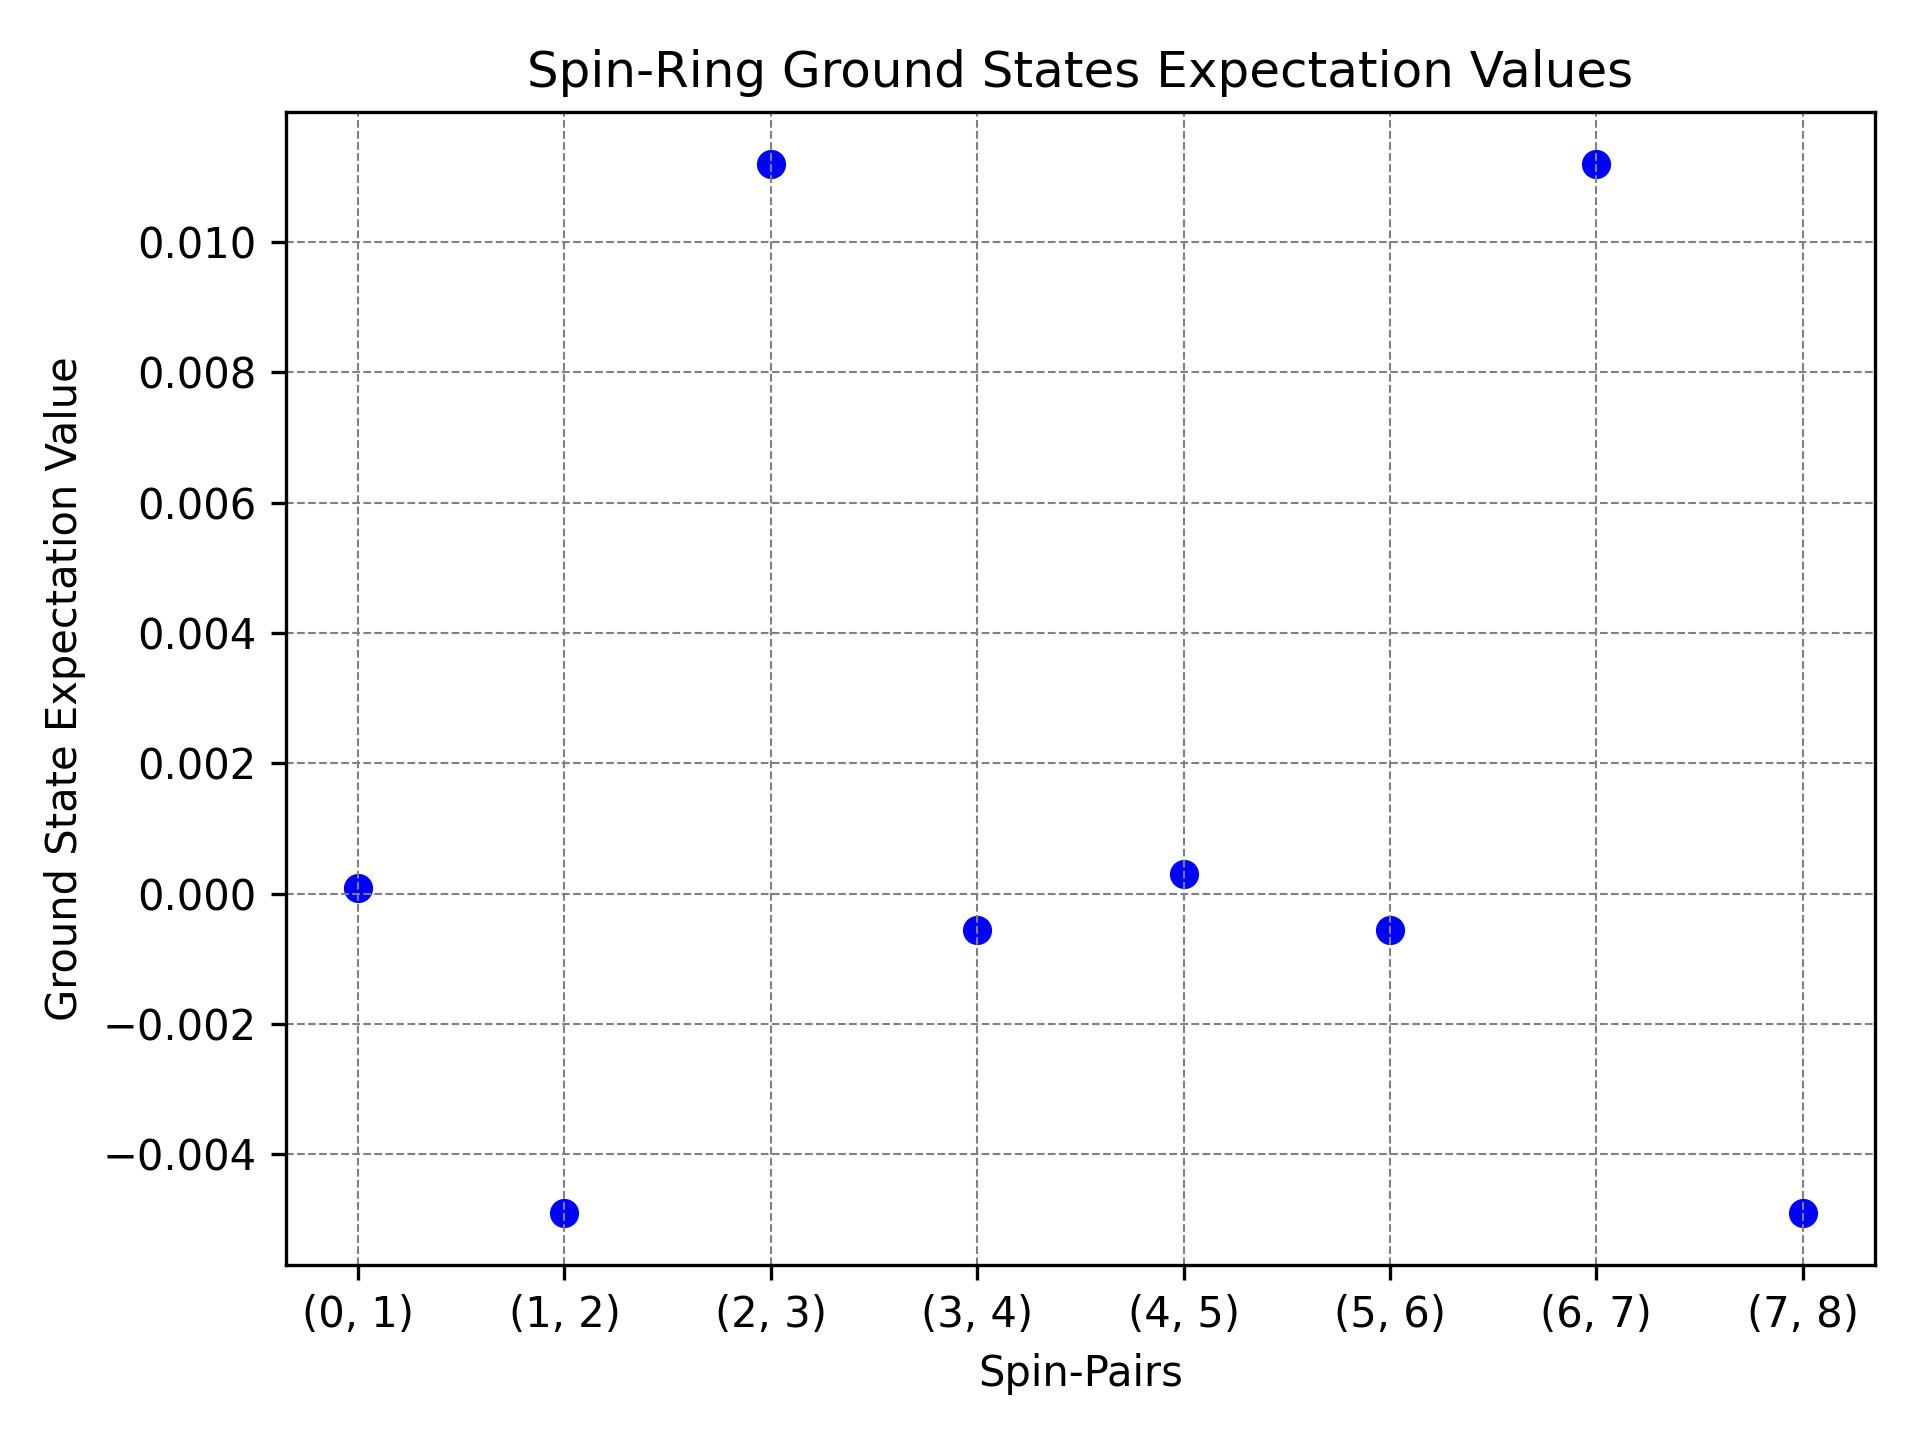 Spin-Ring Ground States Expectation Values
Ground State Expectation Value
0.010
0.008
0.006
0.004
0.002
0.000
−0.002
−0.004
(0, 1) (1, 2) (2, 3) (3, 4) (4, 5) (5, 6) (6, 7) (7, 8)
Spin-Pairs